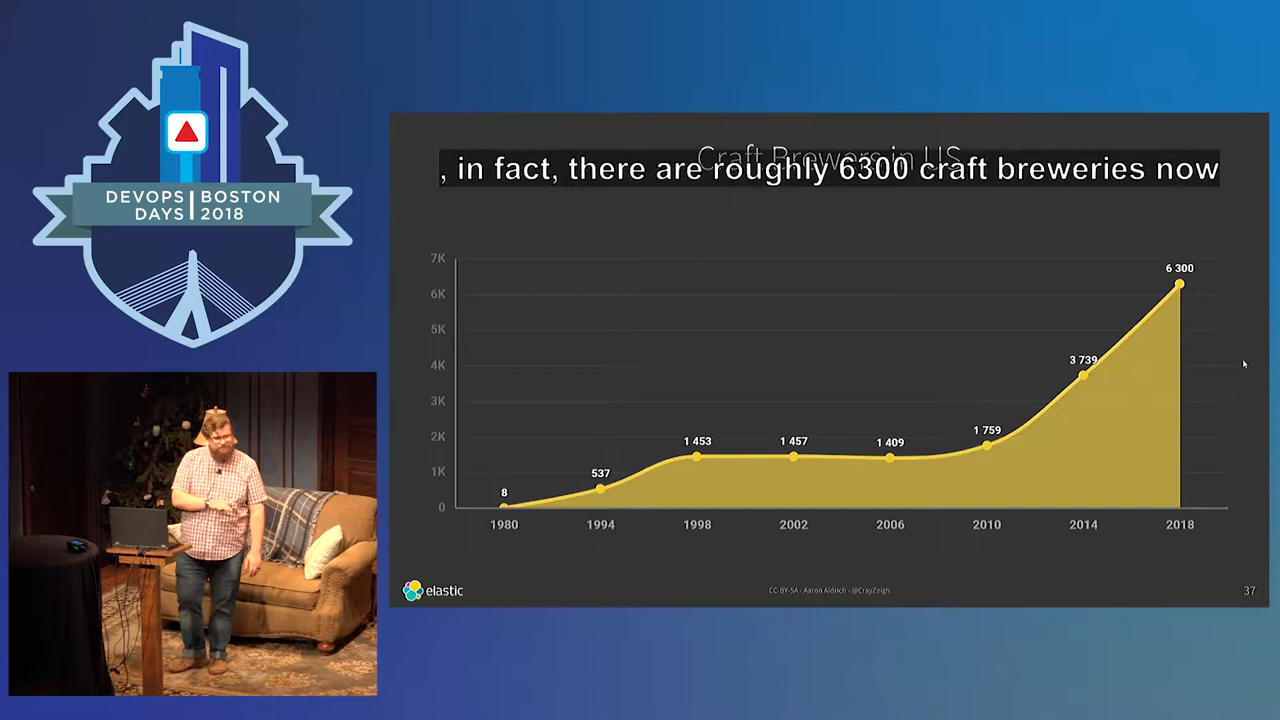 DEVOPS DAYS | BOSTON 2018
Craft Brewers in US
, in fact, there are roughly 6300 craft breweries now
7K
6K
5K
4K
3K
2K
1K
0
8
537
1 453
1 457
1 409
1 759
3 739
6 300
1980 1994 1998 2002 2006 2010 2014 2018
elastic
CC-BY-SA - Aaron Aldrich - @CrayZeigh
37